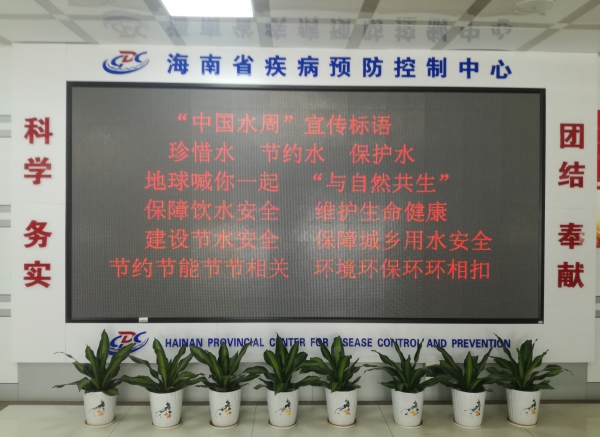 CDC 海南省疾病预防控制中心
科学 务实
“中国水周”宣传标语
珍惜水 节约水 保护水
地球喊你一起 “与自然共生”
保障饮水安全 维护生命健康
建设节水安全 保障城乡用水安全
节约节能节节相关 环境环保环环相扣
团结 奉献
CDC HAINAN PROVINCIAL CENTER FOR DISEASE CONTROL AND PREVENTION